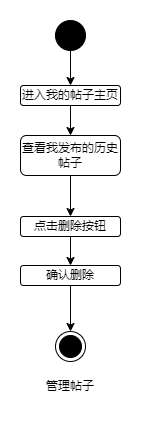 进入我的帖子主页
查看我发布的历史
帖子
点击删除按钮
确认删除
管理帖子